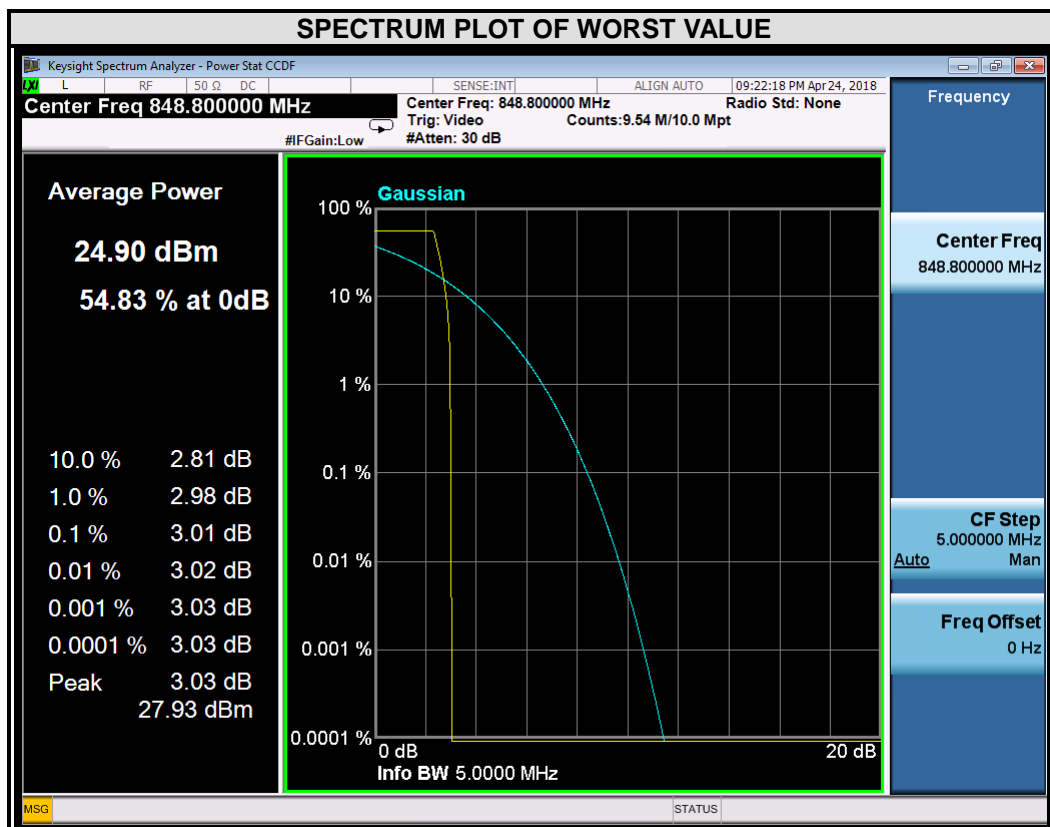 SPECTRUM PLOT OF WORST VALUE
Keysight Spectrum Analyzer - Power Stat CCDF
LXI L RF 50 Ω DC SENSE:INT ALIGN AUTO 09:22:18 PM Apr 24, 2018
Center Freq 848.800000 MHz
#IFGain:Low
Center Freq: 848.800000 MHz Radio Std: None
Trig: Video Counts:9.54 M/10.0 Mpt
#Atten: 30 dB
Average Power
24.90 dBm
54.83 % at 0dB
10.0 % 2.81 dB
1.0 % 2.98 dB
0.1 % 3.01 dB
0.01 % 3.02 dB
0.001 % 3.03 dB
0.0001 % 3.03 dB
Peak 3.03 dB
27.93 dBm
Gaussian
100 %
10 %
1 %
0.1 %
0.01 %
0.001 %
0.0001 %
0 dB 20 dB
Info BW 5.0000 MHz
Frequency
Center Freq
848.800000 MHz
CF Step
5.000000 MHz
Auto Man
Freq Offset
0 Hz
MSG STATUS